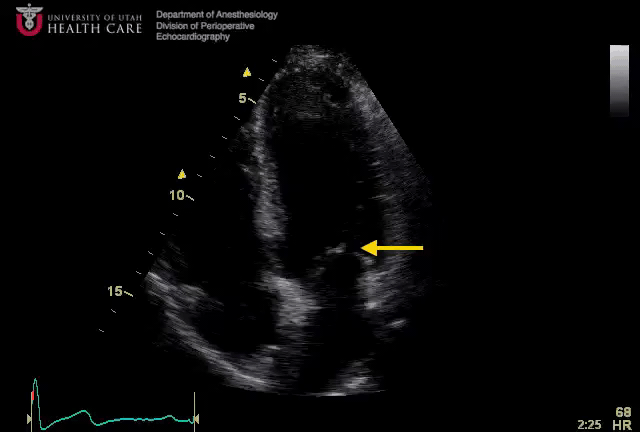 UNIVERSITY OF UTAH
HEALTH CARE
Department of Anesthesiology
Division of Perioperative
Echocardiography
5
10
15
68
2:25 HR